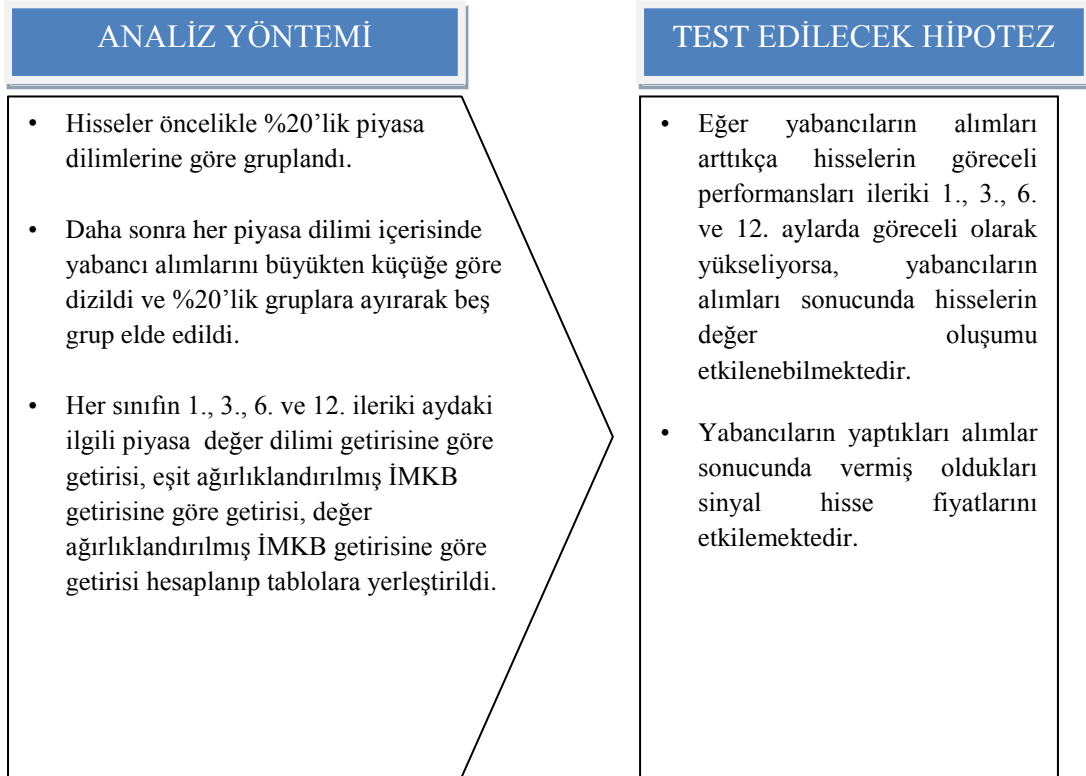 ANALİZ YÖNTEMİ
• Hisseler öncelikle %20’lik piyasa
dilimlerine göre gruplandı.
• Daha sonra her piyasa dilimi içerisinde
yabancı alımlarını büyükten küçüğe göre
dizildi ve %20’lik gruplara ayırarak beş
grup elde edildi.
• Her sınıfın 1., 3., 6. ve 12. ileriki aydaki
ilgili piyasa değer dilimi getirisine göre
getirisi, eşit ağırlıklandırılmış İMKB
getirisine göre getirisi, değer
ağırlıklandırılmış İMKB getirisine göre
getirisi hesaplanıp tablolara yerleştirildi.
TEST EDİLECEK HİPOTEZ
• Eğer yabancıların alımları
arttıkça hisselerin göreceli
performansları ileriki 1., 3., 6.
ve 12. aylarda göreceli olarak
yükseliyorsa, yabancıların
alımları sonucunda hisselerin
değer oluşumu
etkilenebilmektedir.
• Yabancıların yaptıkları alımlar
sonucunda vermiş oldukları
sinyal hisse fiyatlarını
etkilemektedir.